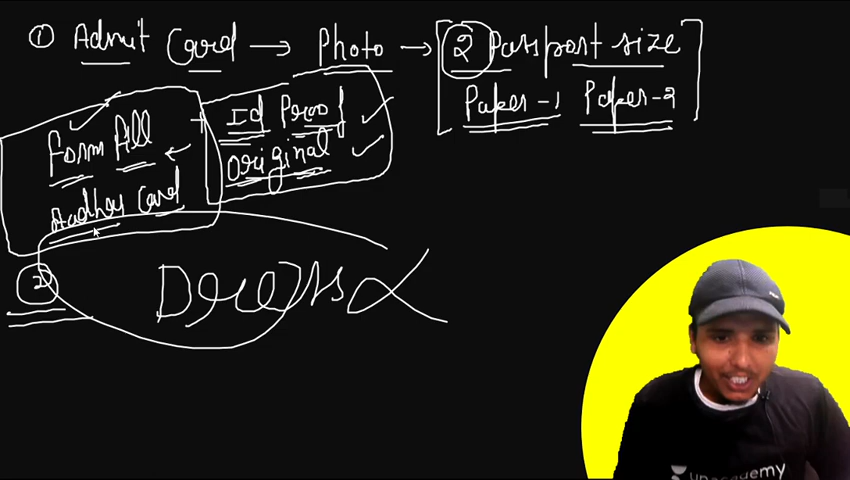 ① Admit Card → Photo → [② Passport size
Paper-1 Paper-2]
+ Id Proof ✓
Original ✓
Form fill
Aadhar Card
②
Dress
unacademy